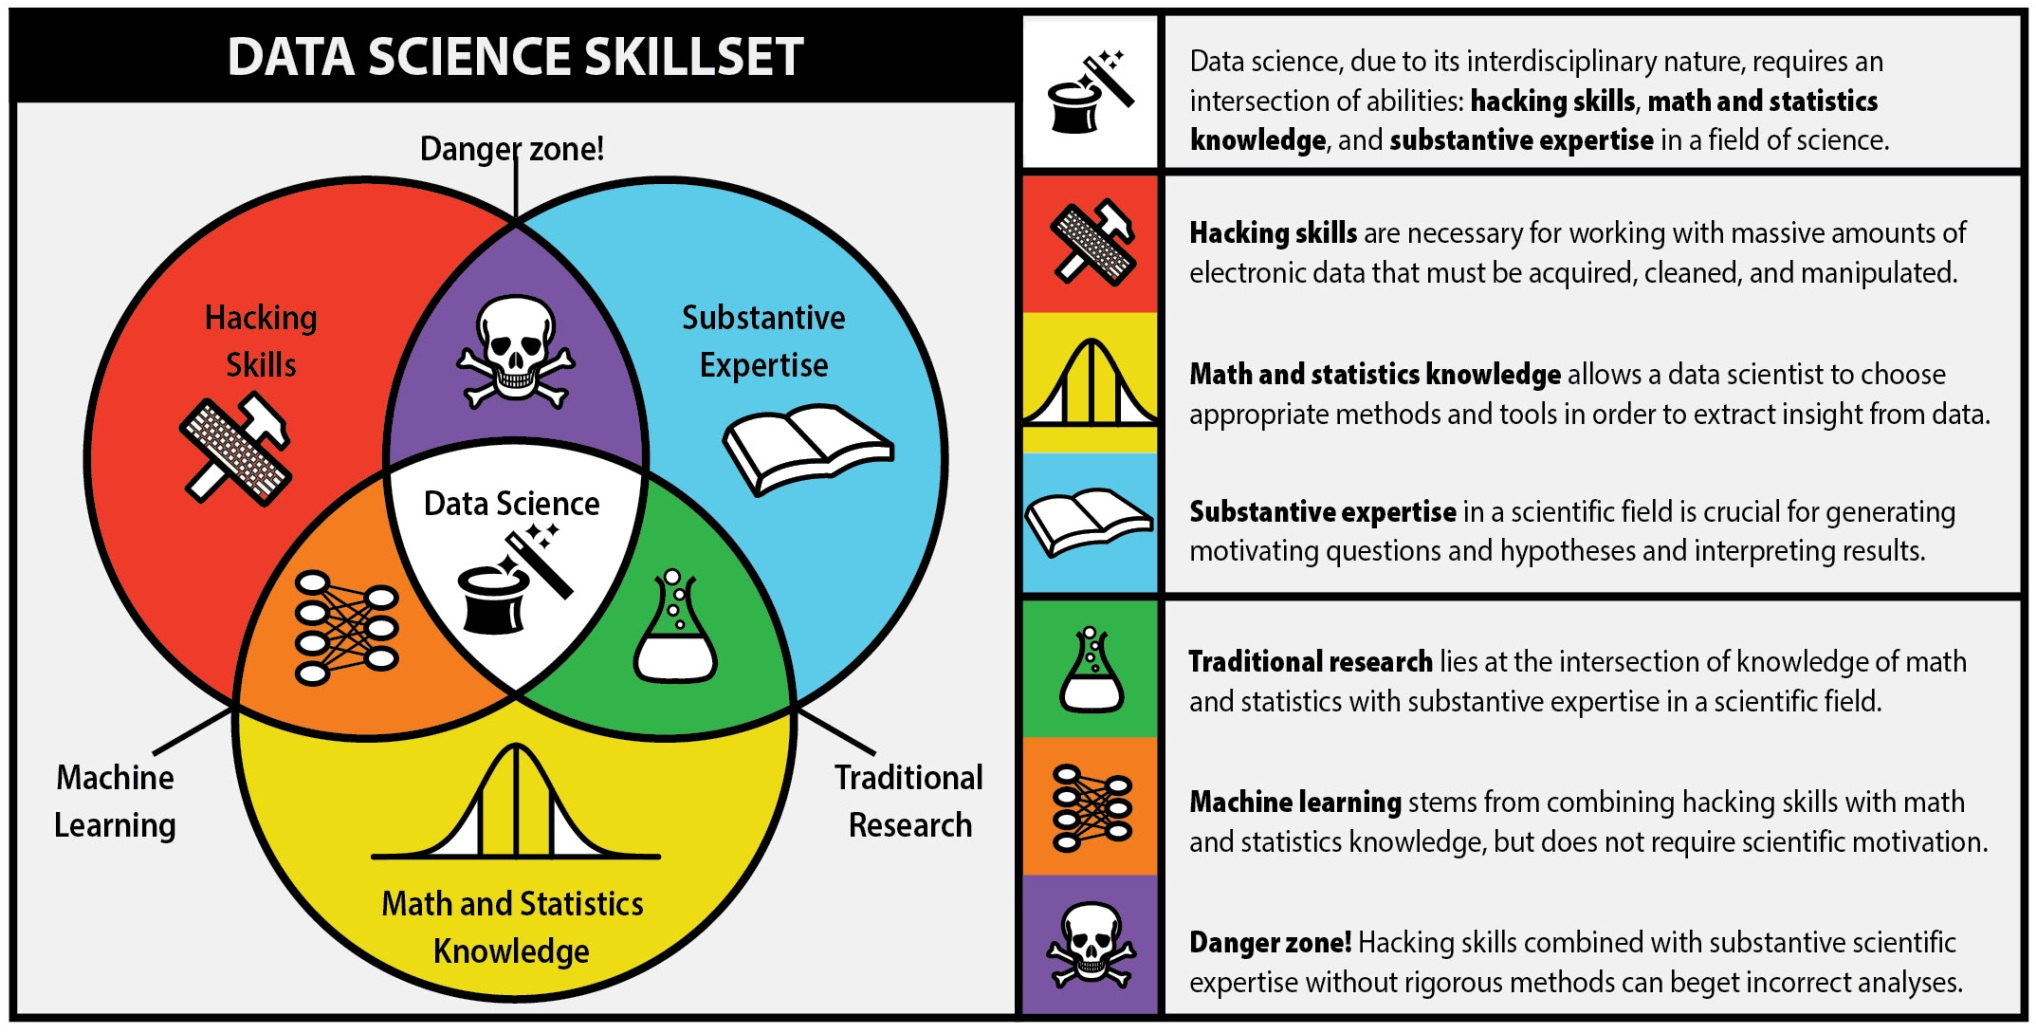 DATA SCIENCE SKILLSET
Danger zone!
Hacking
Skills
Substantive
Expertise
Data Science
Machine
Learning
Traditional
Research
Math and Statistics
Knowledge
Data science, due to its interdisciplinary nature, requires an
intersection of abilities: hacking skills, math and statistics
knowledge, and substantive expertise in a field of science.
Hacking skills are necessary for working with massive amounts of
electronic data that must be acquired, cleaned, and manipulated.
Math and statistics knowledge allows a data scientist to choose
appropriate methods and tools in order to extract insight from data.
Substantive expertise in a scientific field is crucial for generating
motivating questions and hypotheses and interpreting results.
Traditional research lies at the intersection of knowledge of math
and statistics with substantive expertise in a scientific field.
Machine learning stems from combining hacking skills with math
and statistics knowledge, but does not require scientific motivation.
Danger zone! Hacking skills combined with substantive scientific
expertise without rigorous methods can beget incorrect analyses.